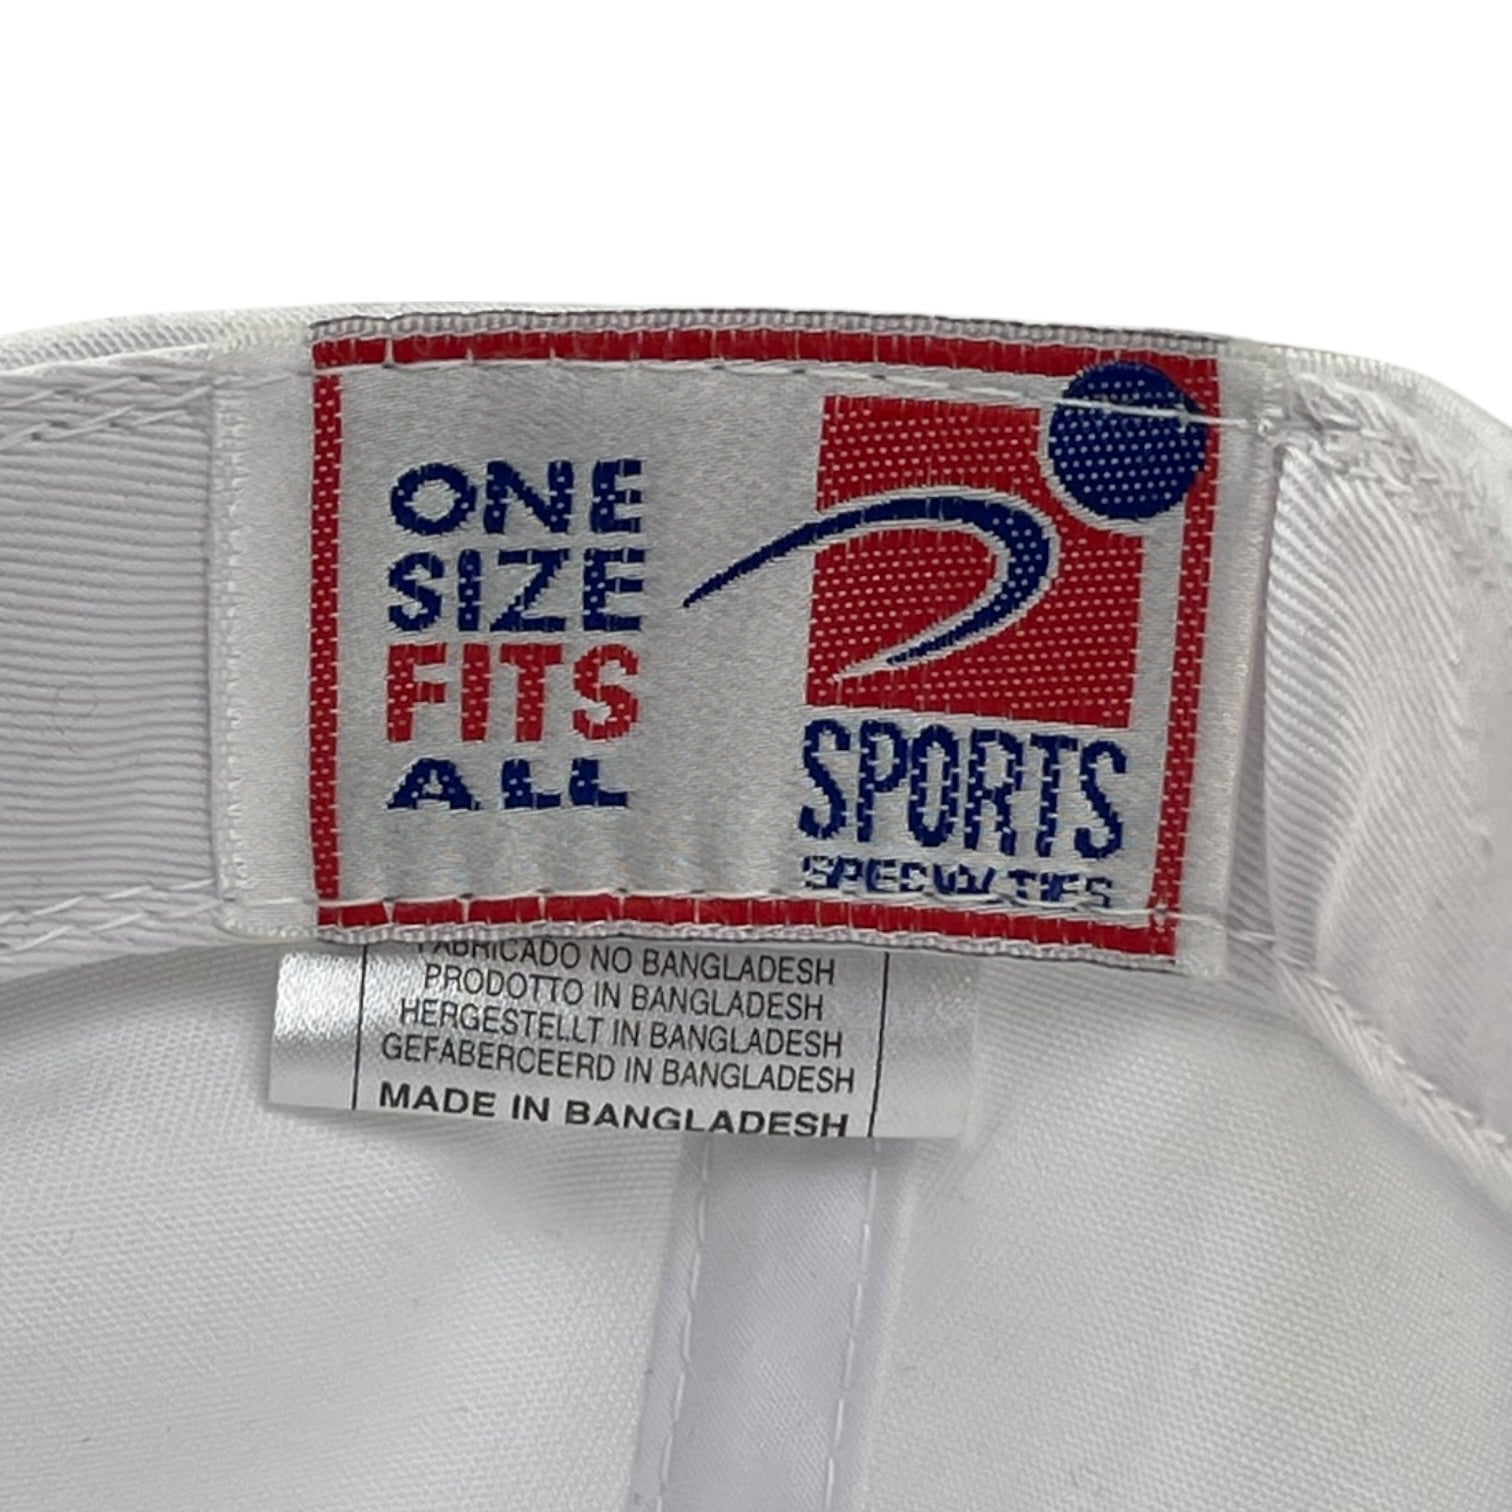 ONE
SIZE
FITS
ALL
SPORTS
SPECIALTIES
FABRICADO NO BANGLADESH
PRODOTTO IN BANGLADESH
HERGESTELLT IN BANGLADESH
GEFABERCEERD IN BANGLADESH
MADE IN BANGLADESH